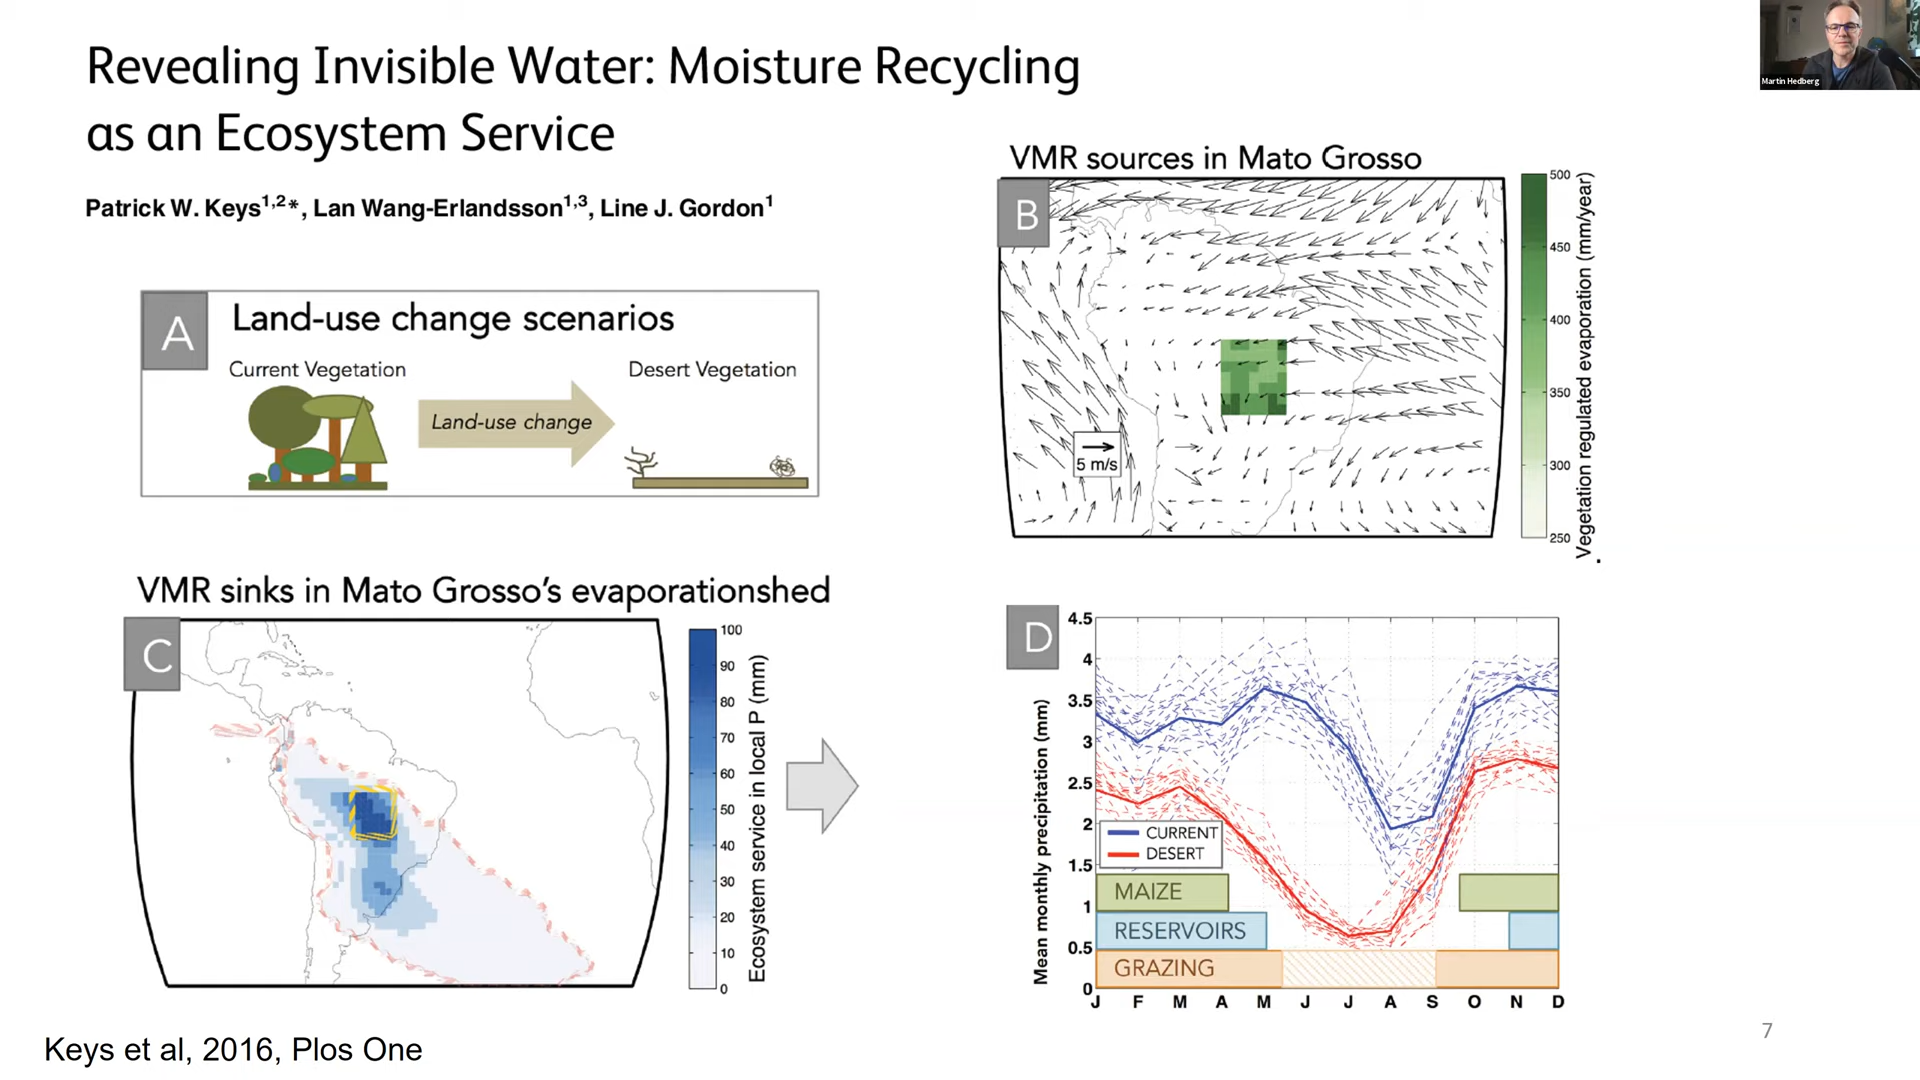 Revealing Invisible Water: Moisture Recycling
as an Ecosystem Service
Patrick W. Keys1,2*, Lan Wang-Erlandsson1,3, Line J. Gordon1
Martin Hedberg
A
Land-use change scenarios
Current Vegetation
Desert Vegetation
Land-use change
VMR sources in Mato Grosso
B
5 m/s
500
450
400
350
300
250
Vegetation regulated evaporation (mm/year)
VMR sinks in Mato Grosso's evaporationshed
C
100
90
80
70
60
50
40
30
20
10
0
Ecosystem service in local P (mm)
D
Mean monthly precipitation (mm)
4.5
4
3.5
3
2.5
2
1.5
1
0.5
0
CURRENT
DESERT
MAIZE
RESERVOIRS
GRAZING
J F M A M J J A S O N D
Keys et al, 2016, Plos One
7